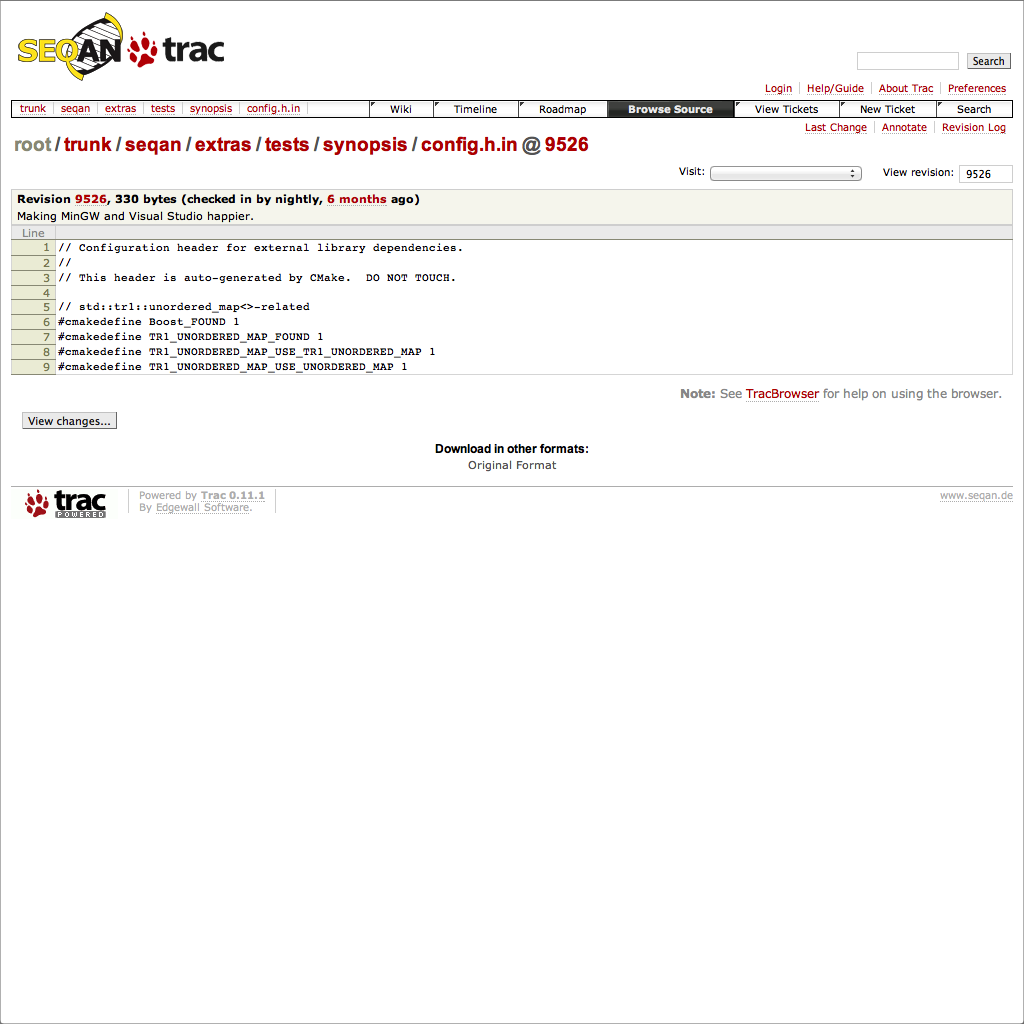 SEQAN trac
Search
Login Help/Guide About Trac Preferences
trunk seqan extras tests synopsis config.h.in Wiki Timeline Roadmap Browse Source View Tickets New Ticket Search
Last Change Annotate Revision Log
root / trunk / seqan / extras / tests / synopsis / config.h.in @ 9526
Visit: View revision: 9526
Revision 9526, 330 bytes (checked in by nightly, 6 months ago)
Making MinGW and Visual Studio happier.
Line
1 // Configuration header for external library dependencies.
2 //
3 // This header is auto-generated by CMake.  DO NOT TOUCH.
4
5 // std::tr1::unordered_map<>-related
6 #cmakedefine Boost_FOUND 1
7 #cmakedefine TR1_UNORDERED_MAP_FOUND 1
8 #cmakedefine TR1_UNORDERED_MAP_USE_TR1_UNORDERED_MAP 1
9 #cmakedefine TR1_UNORDERED_MAP_USE_UNORDERED_MAP 1
Note: See TracBrowser for help on using the browser.
View changes...
Download in other formats:
Original Format
trac POWERED
Powered by Trac 0.11.1
By Edgewall Software.
www.seqan.de